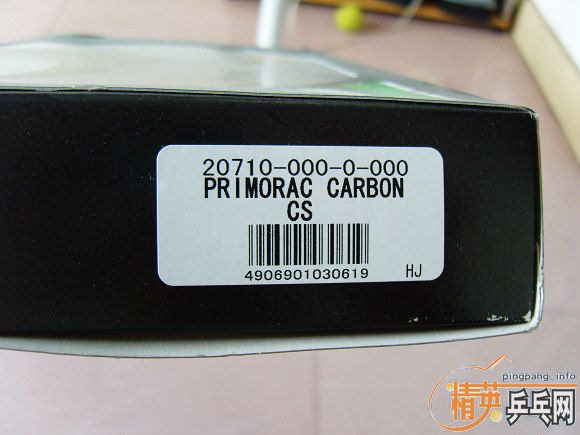 20710-000-0-000
PRIMORAC CARBON
CS
4906901030619 HJ
pingpang.info
精英乒乓网